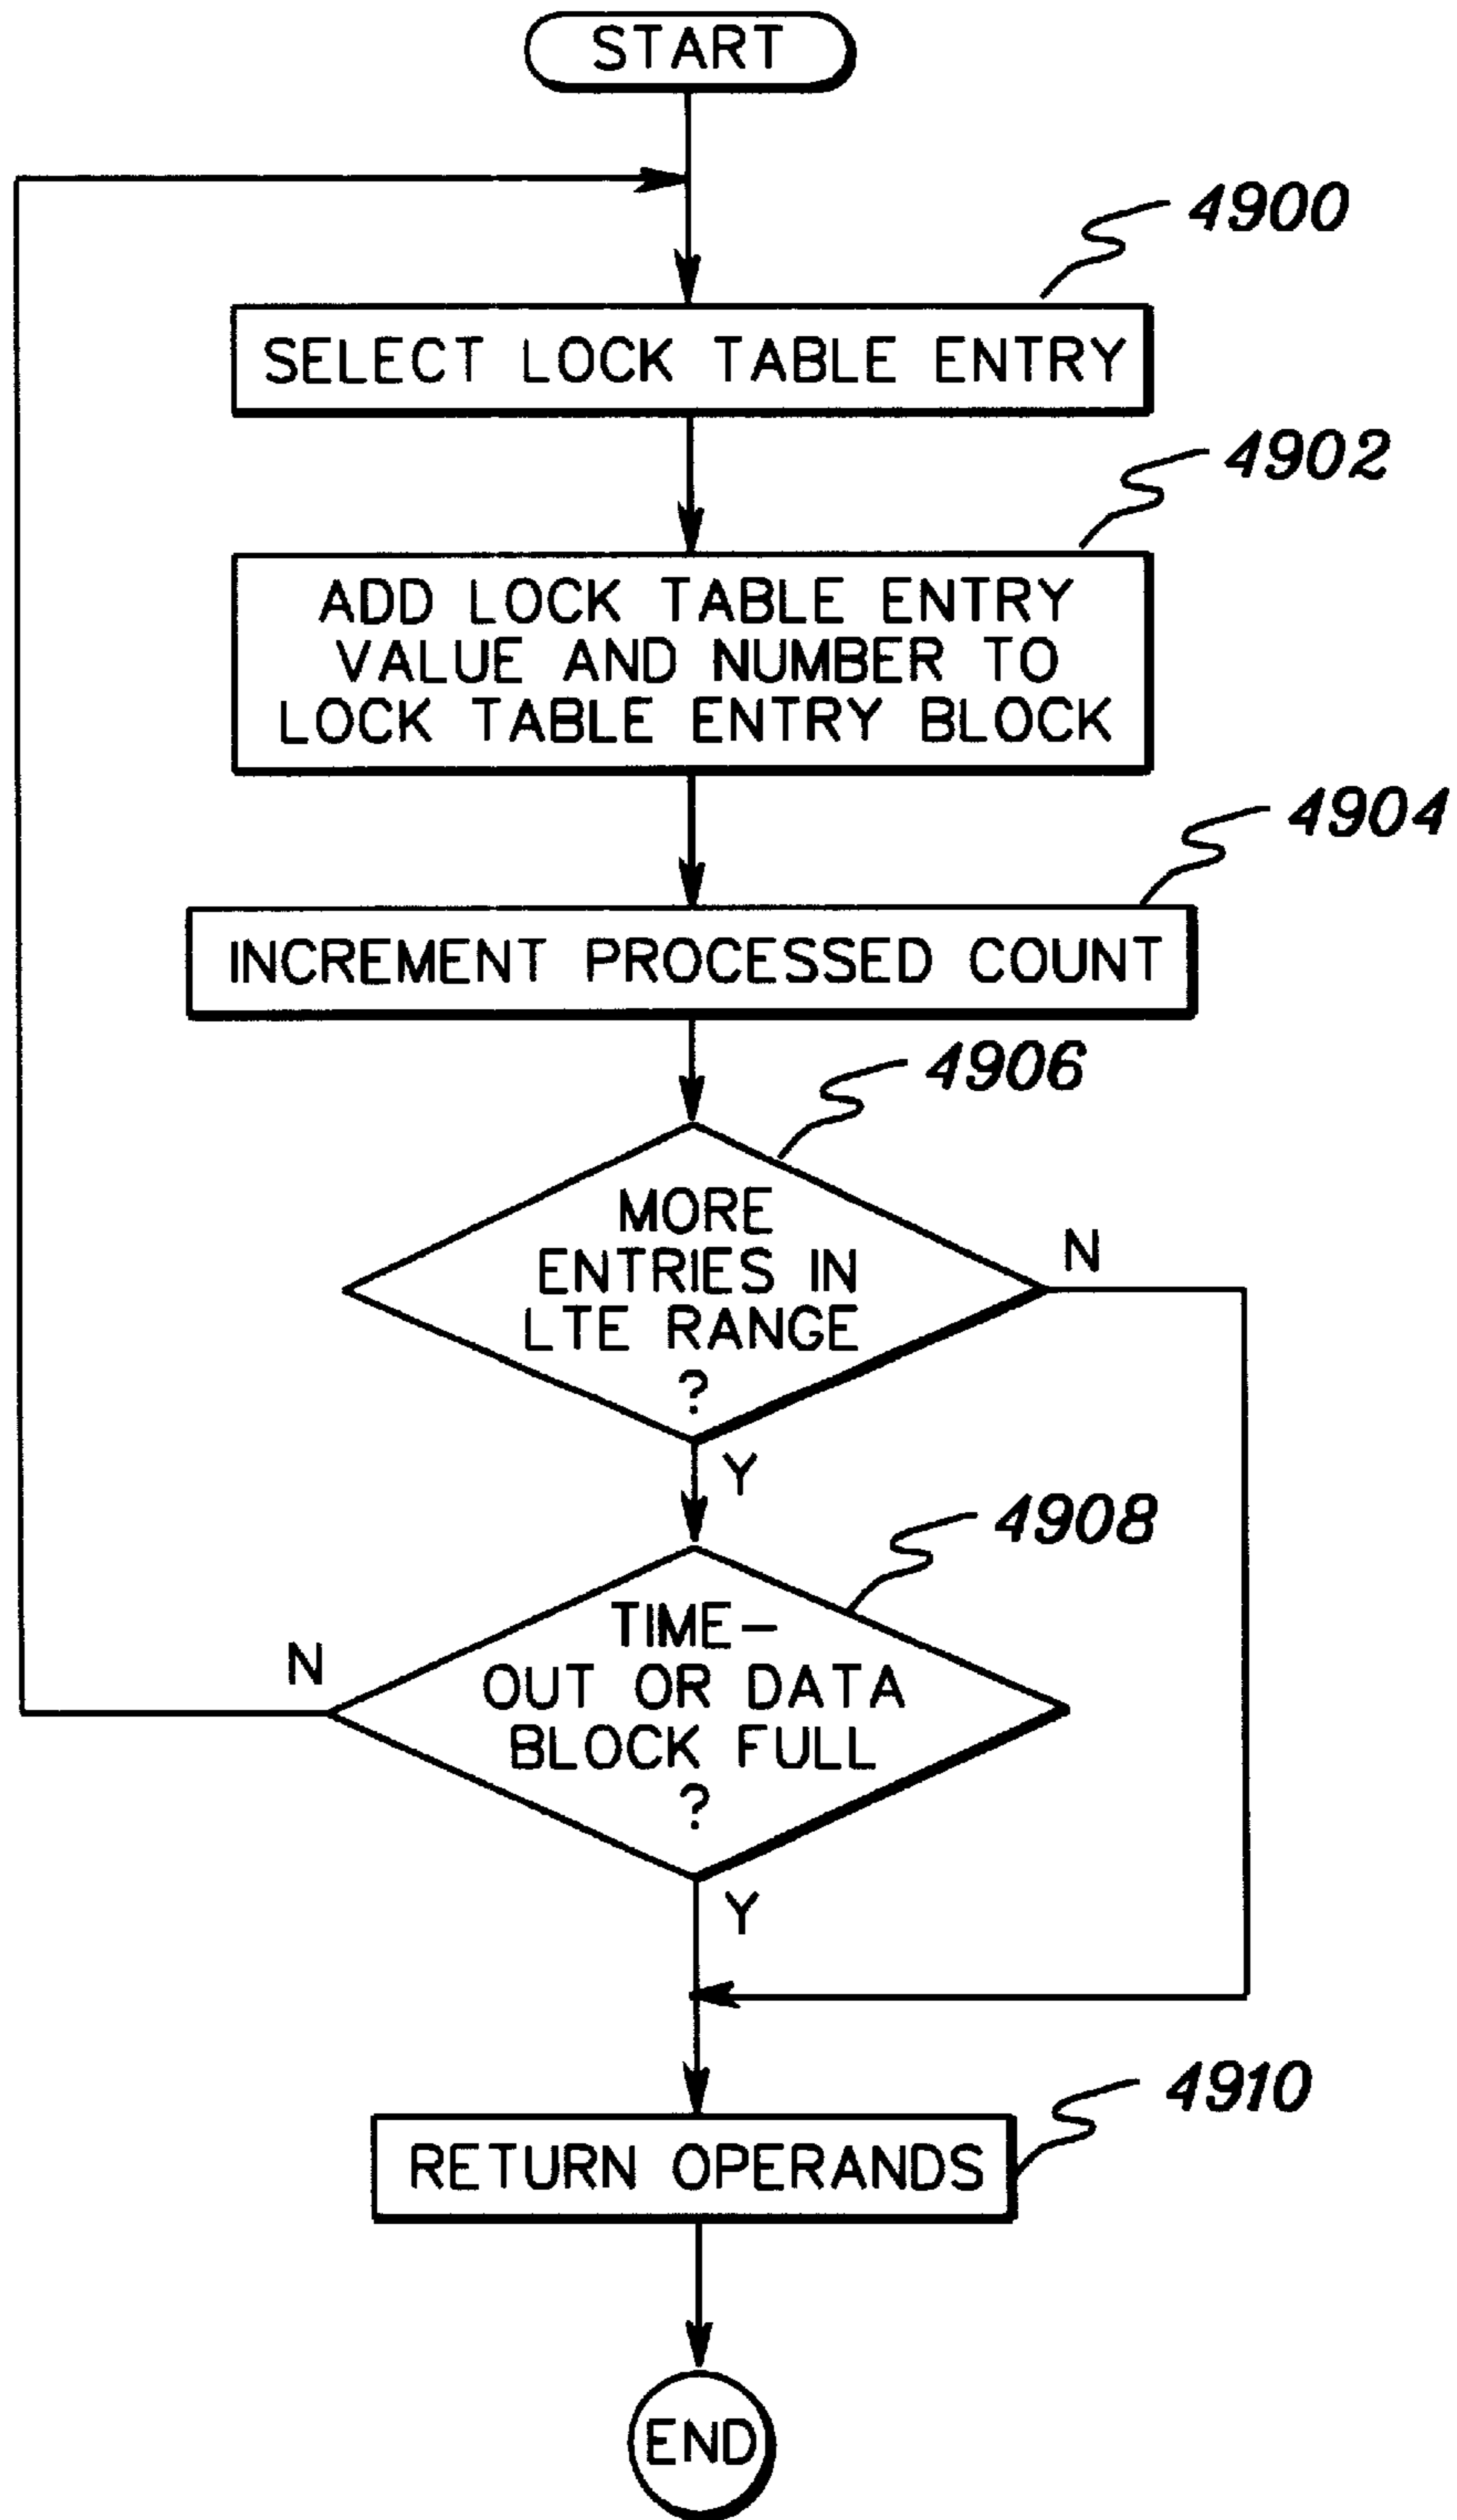 START
4900
SELECT LOCK TABLE ENTRY
4902
ADD LOCK TABLE ENTRY
VALUE AND NUMBER TO
LOCK TABLE ENTRY BLOCK
4904
INCREMENT PROCESSED COUNT
4906
MORE
ENTRIES IN
LTE RANGE
?
N
Y
4908
TIME-
OUT OR DATA
BLOCK FULL
?
N
Y
4910
RETURN OPERANDS
END